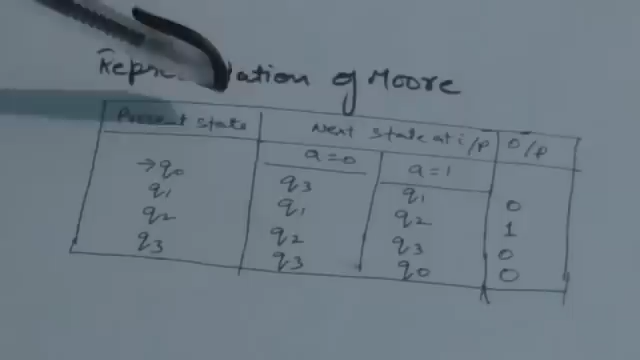 Repr ation of Moore
Present state Next state at i/p O/p
a=0 a=1
→q0 q3 q1 0
q1 q1 q2 1
q2 q2 q3 0
q3 q3 q0 0